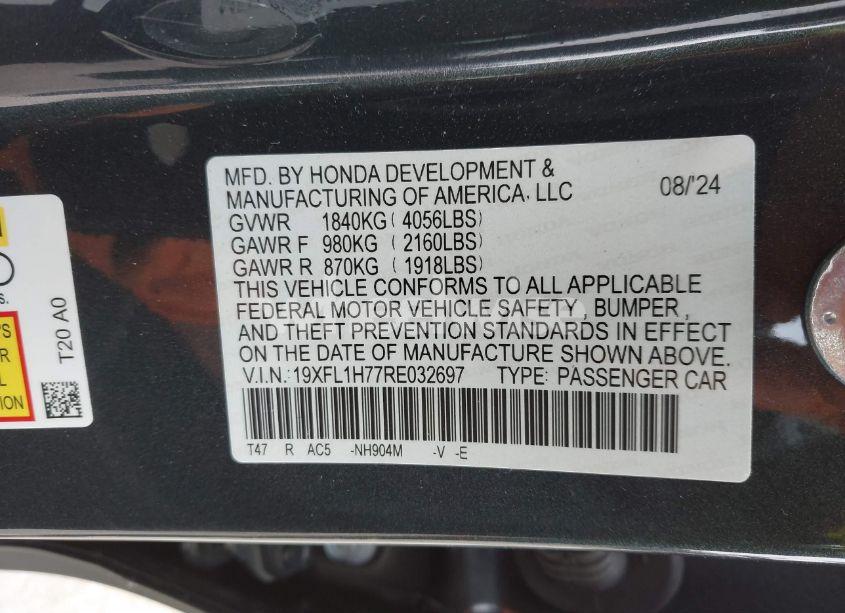 MFD. BY HONDA DEVELOPMENT &
MANUFACTURING OF AMERICA, LLC 08/'24
GVWR 1840KG ( 4056LBS)
GAWR F 980KG ( 2160LBS)
GAWR R 870KG ( 1918LBS)
THIS VEHICLE CONFORMS TO ALL APPLICABLE
FEDERAL MOTOR VEHICLE SAFETY, BUMPER,
AND THEFT PREVENTION STANDARDS IN EFFECT
ON THE DATE OF MANUFACTURE SHOWN ABOVE.
V.I.N.: 19XFL1H77RE032697 TYPE: PASSENGER CAR
T47 R AC5 -NH904M -V -E
T20 A0
s.
'S
R
L
ION